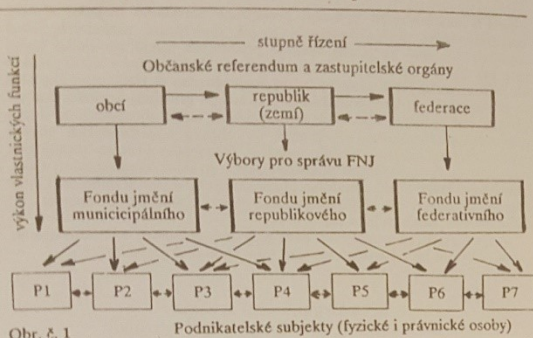 stupně řízení
Občanské referendum a zastupitelské orgány
výkon vlastnických funkcí
obcí
republik
(zemí)
federace
Výbory pro správu FNJ
Fondu jmění
municicipálního
Fondu jmění
republikového
Fondu jmění
federativního
P1
P2
P3
P4
P5
P6
P7
Obr. č. 1
Podnikatelské subjekty (fyzické i právnické osoby)